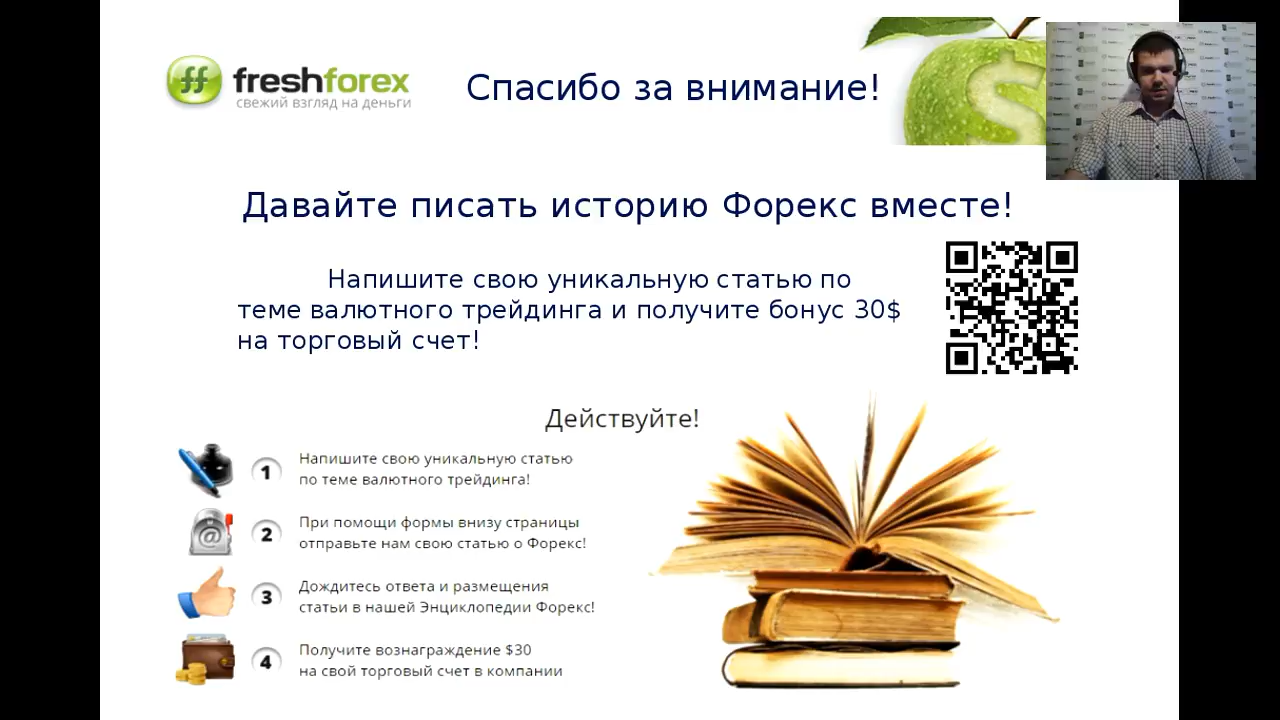 freshforex
свежий взгляд на деньги
Спасибо за внимание!
Давайте писать историю Форекс вместе!
Напишите свою уникальную статью по
теме валютного трейдинга и получите бонус 30$
на торговый счет!
Действуйте!
1 Напишите свою уникальную статью
по теме валютного трейдинга!
2 При помощи формы внизу страницы
отправьте нам свою статью о Форекс!
3 Дождитесь ответа и размещения
статьи в нашей Энциклопедии Форекс!
4 Получите вознаграждение $30
на свой торговый счет в компании